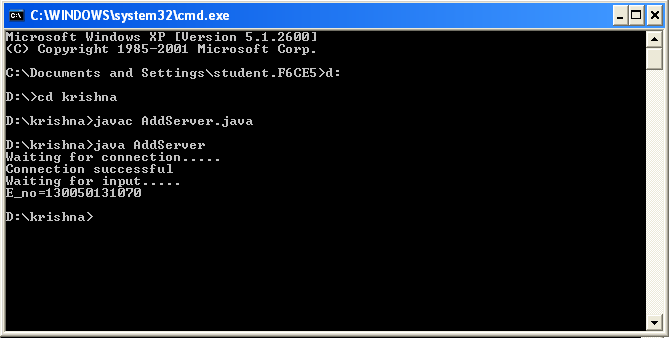 C:\WINDOWS\system32\cmd.exe
Microsoft Windows XP [Version 5.1.2600]
(C) Copyright 1985-2001 Microsoft Corp.
C:\Documents and Settings\student.F6CE5>d:
D:\>cd krishna
D:\krishna>javac AddServer.java
D:\krishna>java AddServer
Waiting for connection.....
Connection successful
Waiting for input.....
E_no=130050131070
D:\krishna>